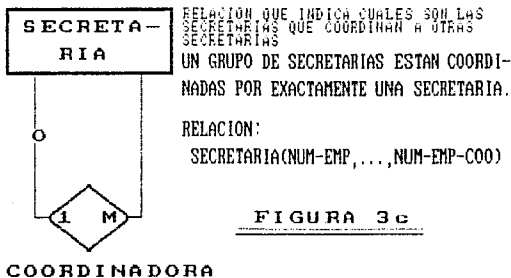 SECRETA-
RIA
RELACION QUE INDICA CUALES SON LAS
SECRETARIAS QUE COORDINAN A OTRAS
SECRETARIAS
UN GRUPO DE SECRETARIAS ESTAN COORDI-
NADAS POR EXACTAMENTE UNA SECRETARIA.
RELACION:
SECRETARIA(NUM-EMP,...,NUM-EMP-COO)
O
1 M
FIGURA 3c
COORDINADORA